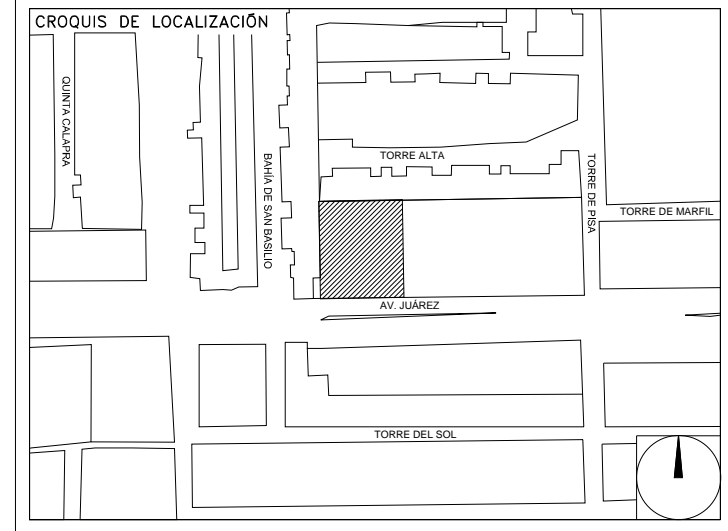 CROQUIS DE LOCALIZACIÓN
QUINTA CALAPRA
BAHÍA DE SAN BASILIO
TORRE ALTA
TORRE DE PISA
TORRE DE MARFIL
AV. JUÁREZ
TORRE DEL SOL